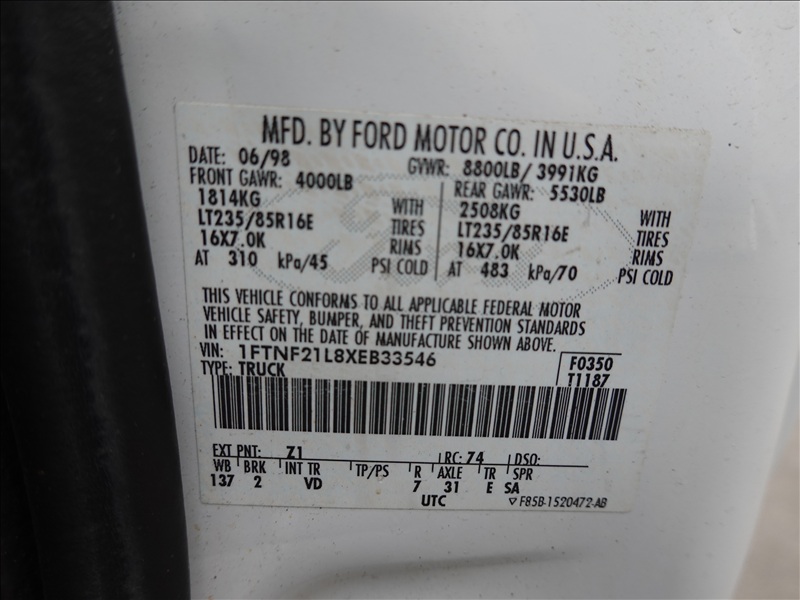 MFD. BY FORD MOTOR CO. IN U.S.A.
DATE: 06/98 GVWR: 8800LB/ 3991KG
FRONT GAWR: 4000LB REAR GAWR: 5530LB
1814KG WITH 2508KG WITH
LT235/85R16E TIRES LT235/85R16E TIRES
16X7.0K RIMS 16X7.0K RIMS
AT 310 kPa/45 PSI COLD AT 483 kPa/70 PSI COLD
THIS VEHICLE CONFORMS TO ALL APPLICABLE FEDERAL MOTOR
VEHICLE SAFETY, BUMPER, AND THEFT PREVENTION STANDARDS
IN EFFECT ON THE DATE OF MANUFACTURE SHOWN ABOVE.
VIN: 1FTNF21L8XEB33546 F0350
TYPE: TRUCK T1187
EXT PNT: Z1 RC: 74 DSO:
WB BRK INT TR TP/PS R AXLE TR SPR
137 2 VD 7 31 E SA
UTC ▽ F85B-1520472-AB